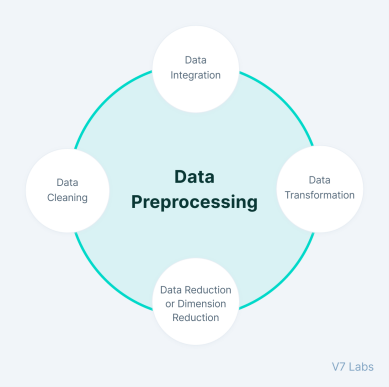 Data
Integration
Data
Cleaning
Data
Preprocessing
Data
Transformation
Data Reduction
or Dimension
Reduction
V7 Labs